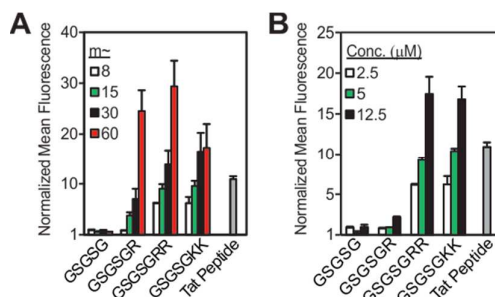 A
B
Normalized Mean Fluorescence
40
30
20
10
1
m~
8
15
30
60
GSGSG
GSGSGR
GSGSGRR
GSGSGKK
Tat Peptide
Normalized Mean Fluorescence
25
20
15
10
5
1
Conc. (μM)
2.5
5
12.5
GSGSG
GSGSGR
GSGSGRR
GSGSGKK
Tat Peptide